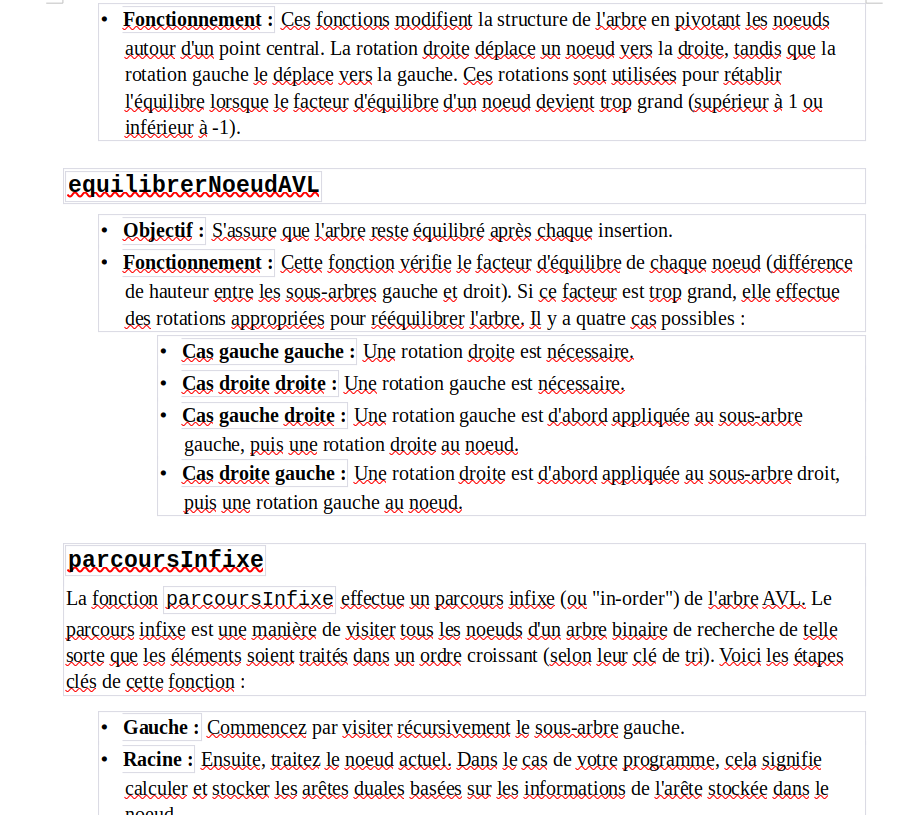 • Fonctionnement : Ces fonctions modifient la structure de l'arbre en pivotant les noeuds
autour d'un point central. La rotation droite déplace un noeud vers la droite, tandis que la
rotation gauche le déplace vers la gauche. Ces rotations sont utilisées pour rétablir
l'équilibre lorsque le facteur d'équilibre d'un noeud devient trop grand (supérieur à 1 ou
inférieur à -1).
equilibrerNoeudAVL
• Objectif : S'assure que l'arbre reste équilibré après chaque insertion.
• Fonctionnement : Cette fonction vérifie le facteur d'équilibre de chaque noeud (différence
de hauteur entre les sous-arbres gauche et droit). Si ce facteur est trop grand, elle effectue
des rotations appropriées pour rééquilibrer l'arbre. Il y a quatre cas possibles :
• Cas gauche gauche : Une rotation droite est nécessaire.
• Cas droite droite : Une rotation gauche est nécessaire.
• Cas gauche droite : Une rotation gauche est d'abord appliquée au sous-arbre
gauche, puis une rotation droite au noeud.
• Cas droite gauche : Une rotation droite est d'abord appliquée au sous-arbre droit,
puis une rotation gauche au noeud.
parcoursInfixe
La fonction parcoursInfixe effectue un parcours infixe (ou "in-order") de l'arbre AVL. Le
parcours infixe est une manière de visiter tous les noeuds d'un arbre binaire de recherche de telle
sorte que les éléments soient traités dans un ordre croissant (selon leur clé de tri). Voici les étapes
clés de cette fonction :
• Gauche : Commencez par visiter récursivement le sous-arbre gauche.
• Racine : Ensuite, traitez le noeud actuel. Dans le cas de votre programme, cela signifie
calculer et stocker les arêtes duales basées sur les informations de l'arête stockée dans le
noeud.